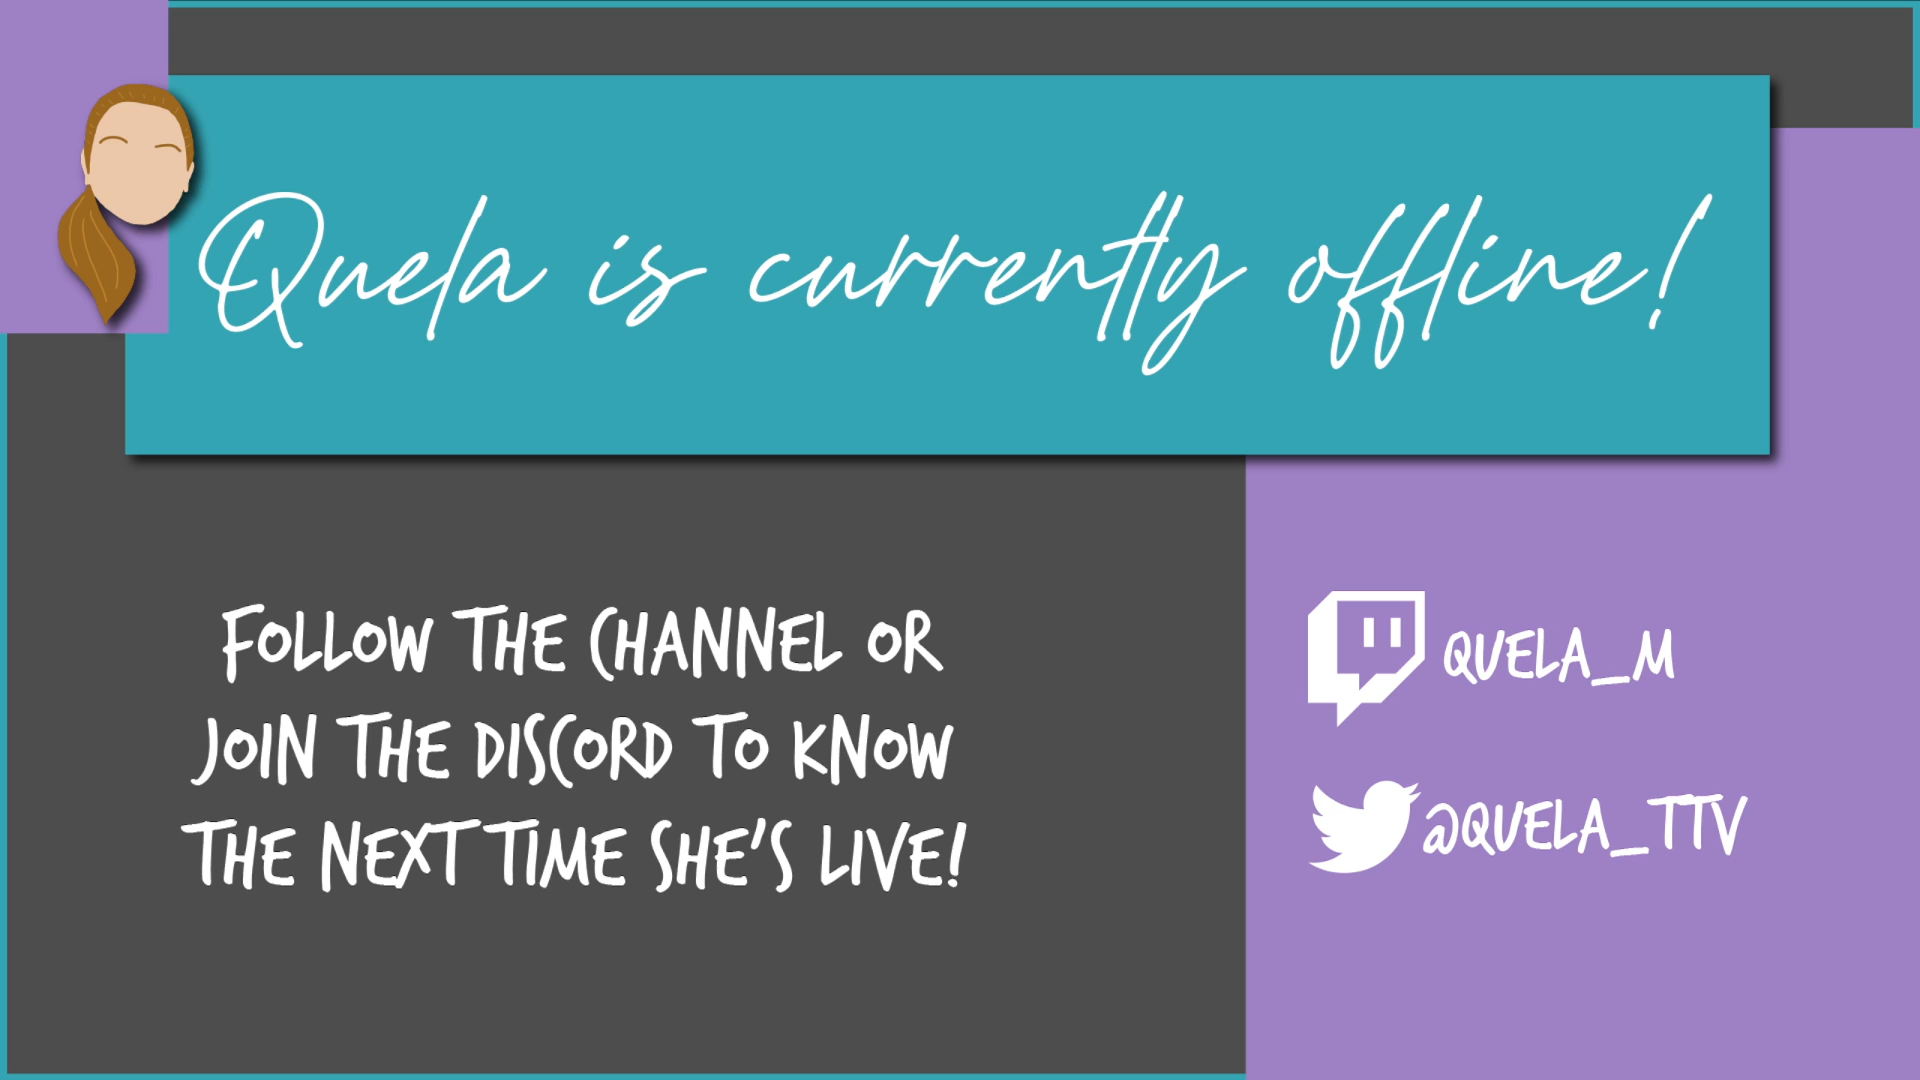 Quela is currently offline!
FOLLOW THE CHANNEL OR
JOIN THE DISCORD TO KNOW
THE NEXT TIME SHE'S LIVE!
QUELA_M
@QUELA_TTV